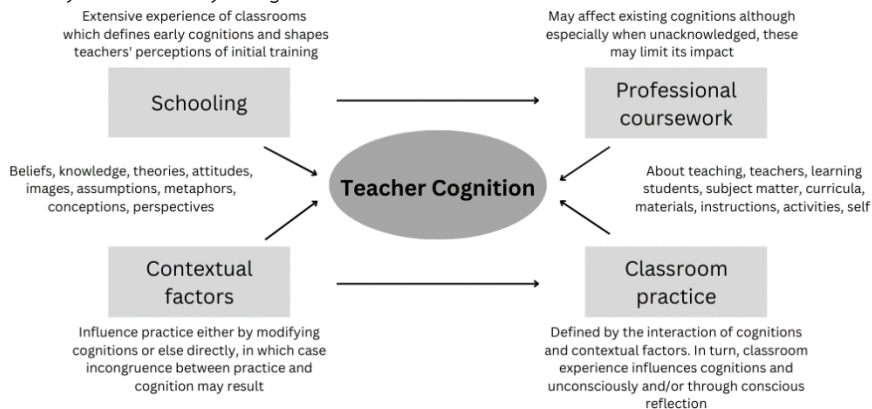 Extensive experience of classrooms
which defines early cognitions and shapes
teachers' perceptions of initial training
May affect existing cognitions although
especially when unacknowledged, these
may limit its impact
Schooling
Professional
coursework
Beliefs, knowledge, theories, attitudes,
images, assumptions, metaphors,
conceptions, perspectives
Teacher Cognition
About teaching, teachers, learning
students, subject matter, curricula,
materials, instructions, activities, self
Contextual
factors
Classroom
practice
Influence practice either by modifying
cognitions or else directly, in which case
incongruence between practice and
cognition may result
Defined by the interaction of cognitions
and contextual factors. In turn, classroom
experience influences cognitions and
unconsciously and/or through conscious
reflection